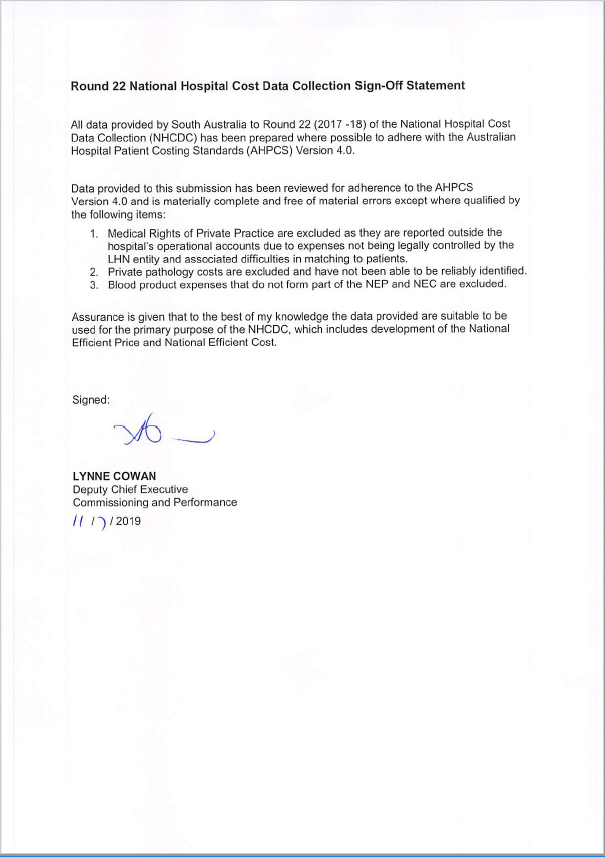 Round 22 National Hospital Cost Data Collection Sign-Off Statement
All data provided by South Australia to Round 22 (2017 -18) of the National Hospital Cost
Data Collection (NHCDC) has been prepared where possible to adhere with the Australian
Hospital Patient Costing Standards (AHPCS) Version 4.0.
Data provided to this submission has been reviewed for adherence to the AHPCS
Version 4.0 and is materially complete and free of material errors except where qualified by
the following items:
1. Medical Rights of Private Practice are excluded as they are reported outside the
hospital's operational accounts due to expenses not being legally controlled by the
LHN entity and associated difficulties in matching to patients.
2. Private pathology costs are excluded and have not been able to be reliably identified.
3. Blood product expenses that do not form part of the NEP and NEC are excluded.
Assurance is given that to the best of my knowledge the data provided are suitable to be
used for the primary purpose of the NHCDC, which includes development of the National
Efficient Price and National Efficient Cost.
Signed:
LYNNE COWAN
Deputy Chief Executive
Commissioning and Performance
11 / 7 / 2019